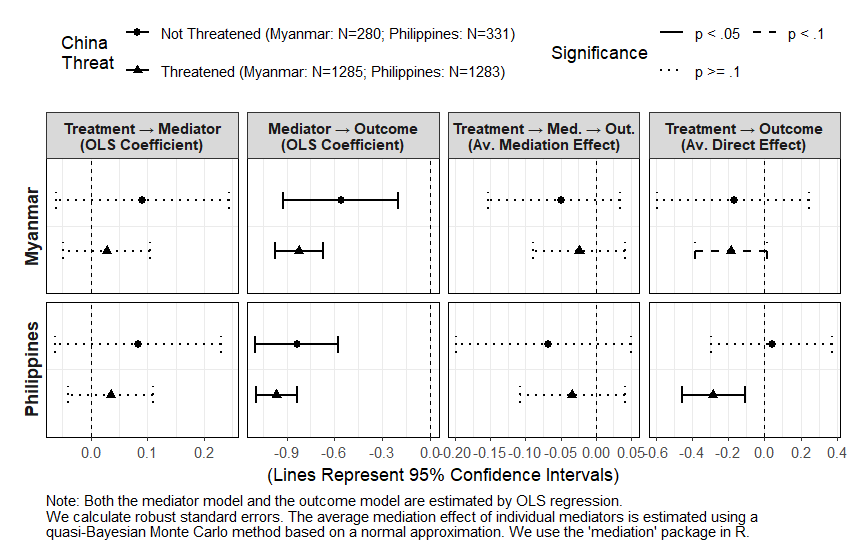 China
Threat
Not Threatened (Myanmar: N=280; Philippines: N=331)
Threatened (Myanmar: N=1285; Philippines: N=1283)
Significance
p < .05
p < .1
p >= .1
Treatment → Mediator
(OLS Coefficient)
Mediator → Outcome
(OLS Coefficient)
Treatment → Med. → Out.
(Av. Mediation Effect)
Treatment → Outcome
(Av. Direct Effect)
Myanmar
Philippines
0.0 0.1 0.2
-0.9 -0.6 -0.3 0.0
-0.20 -0.15 -0.10 -0.05 0.00 0.05
-0.6 -0.4 -0.2 0.0 0.2 0.4
(Lines Represent 95% Confidence Intervals)
Note: Both the mediator model and the outcome model are estimated by OLS regression.
We calculate robust standard errors. The average mediation effect of individual mediators is estimated using a
quasi-Bayesian Monte Carlo method based on a normal approximation. We use the 'mediation' package in R.